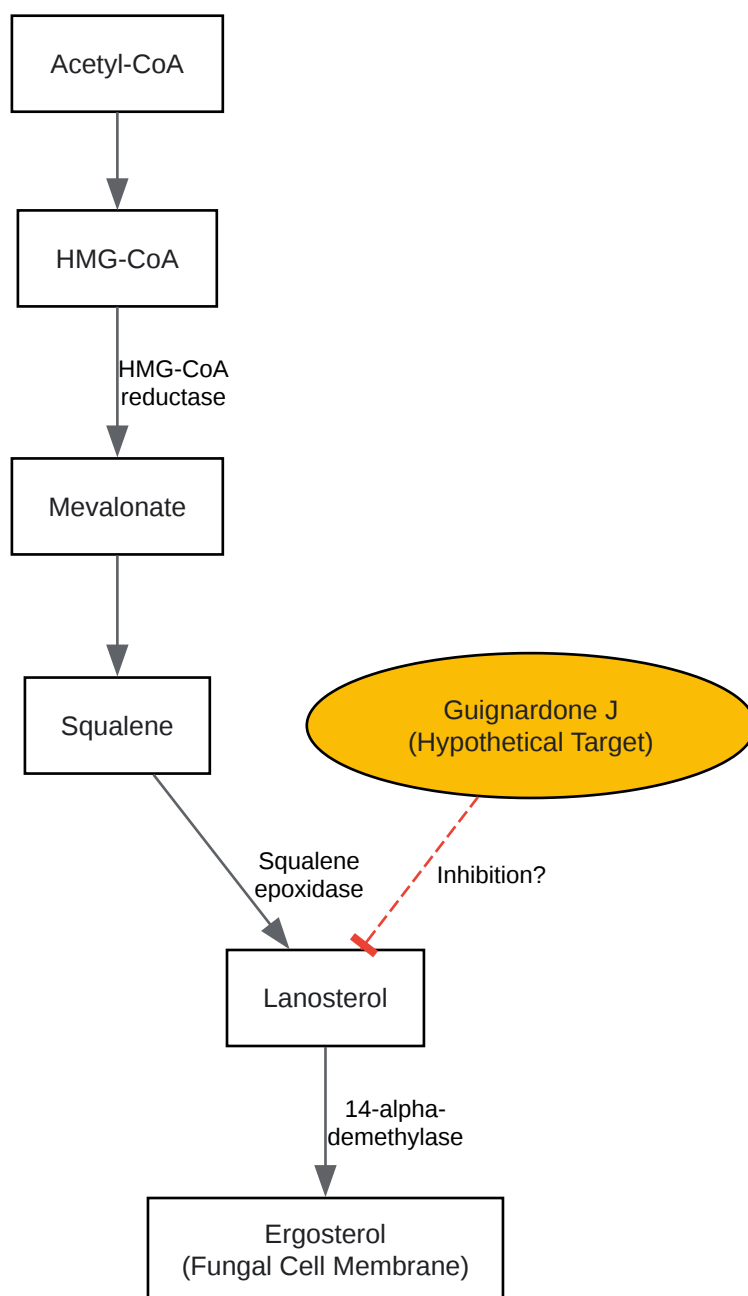 Acetyl-CoA
HMG-CoA
HMG-CoA
reductase
Mevalonate
Squalene
Guignardone J
(Hypothetical Target)
Squalene
epoxidase
Inhibition?
Lanosterol
14-alpha-
demethylase
Ergosterol
(Fungal Cell Membrane)